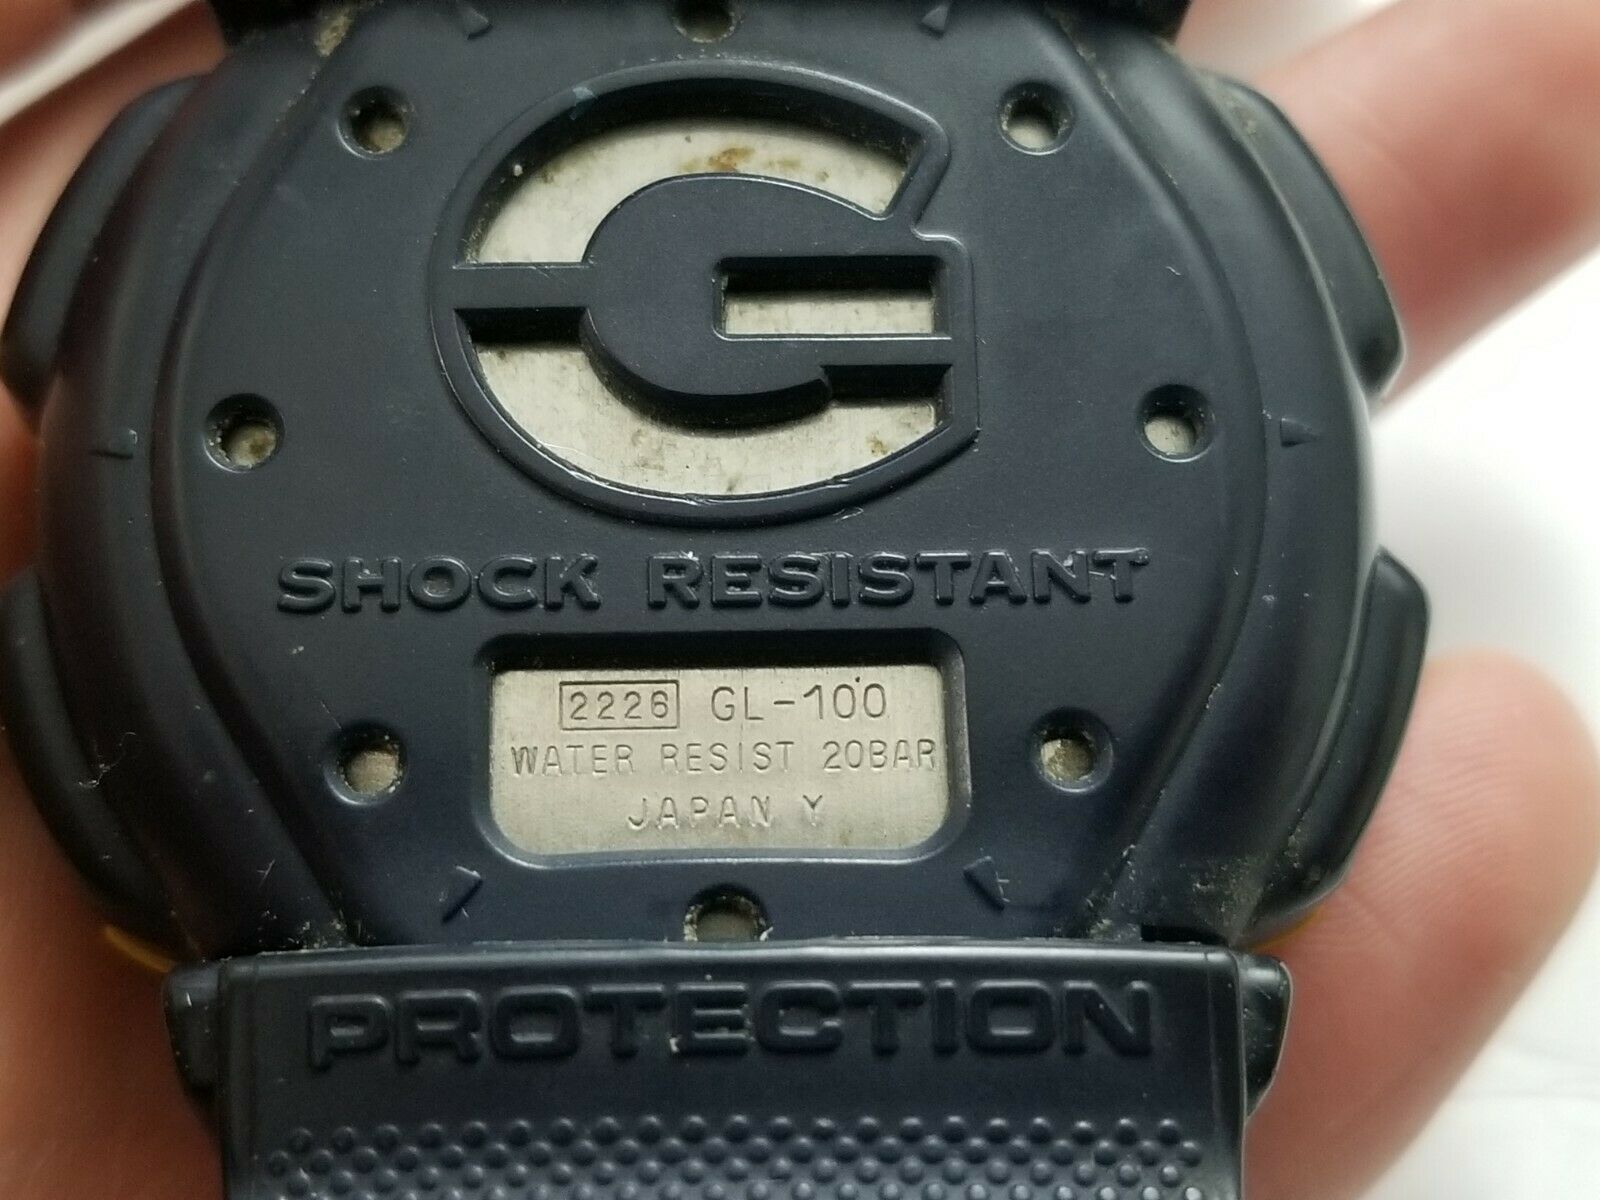 G
SHOCK RESISTANT
2226 GL-100
WATER RESIST 20BAR
JAPAN Y
PROTECTION